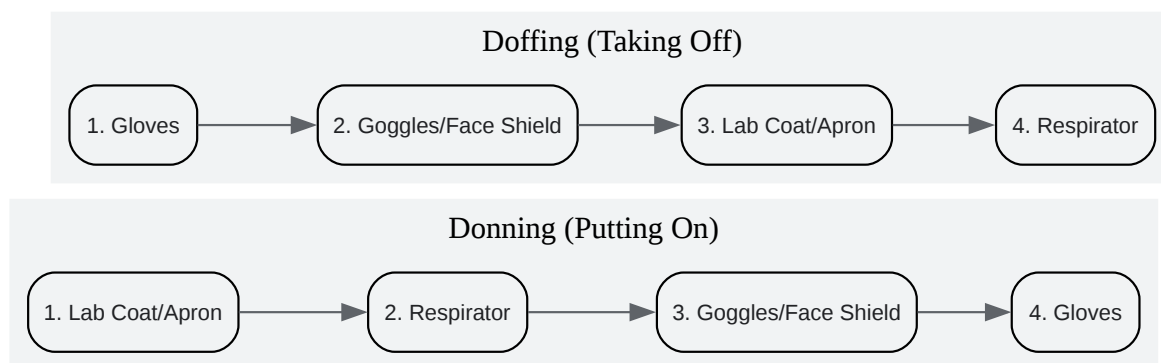 Doffing (Taking Off)
1. Gloves
2. Goggles/Face Shield
3. Lab Coat/Apron
4. Respirator
Donning (Putting On)
1. Lab Coat/Apron
2. Respirator
3. Goggles/Face Shield
4. Gloves